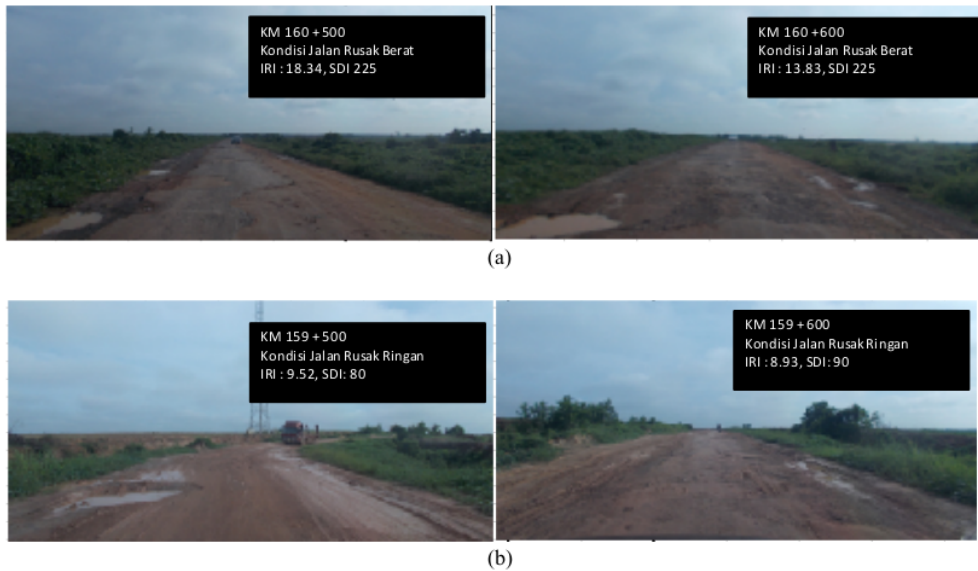 KM 160 +500
Kondisi Jalan Rusak Berat
IRI : 18.34, SDI 225
KM 160 +600
Kondisi Jalan Rusak Berat
IRI : 13.83, SDI 225
(a)
KM 159 +500
Kondisi Jalan Rusak Ringan
IRI : 9.52, SDI: 80
KM 159 +600
Kondisi Jalan Rusak Ringan
IRI : 8.93, SDI: 90
(b)